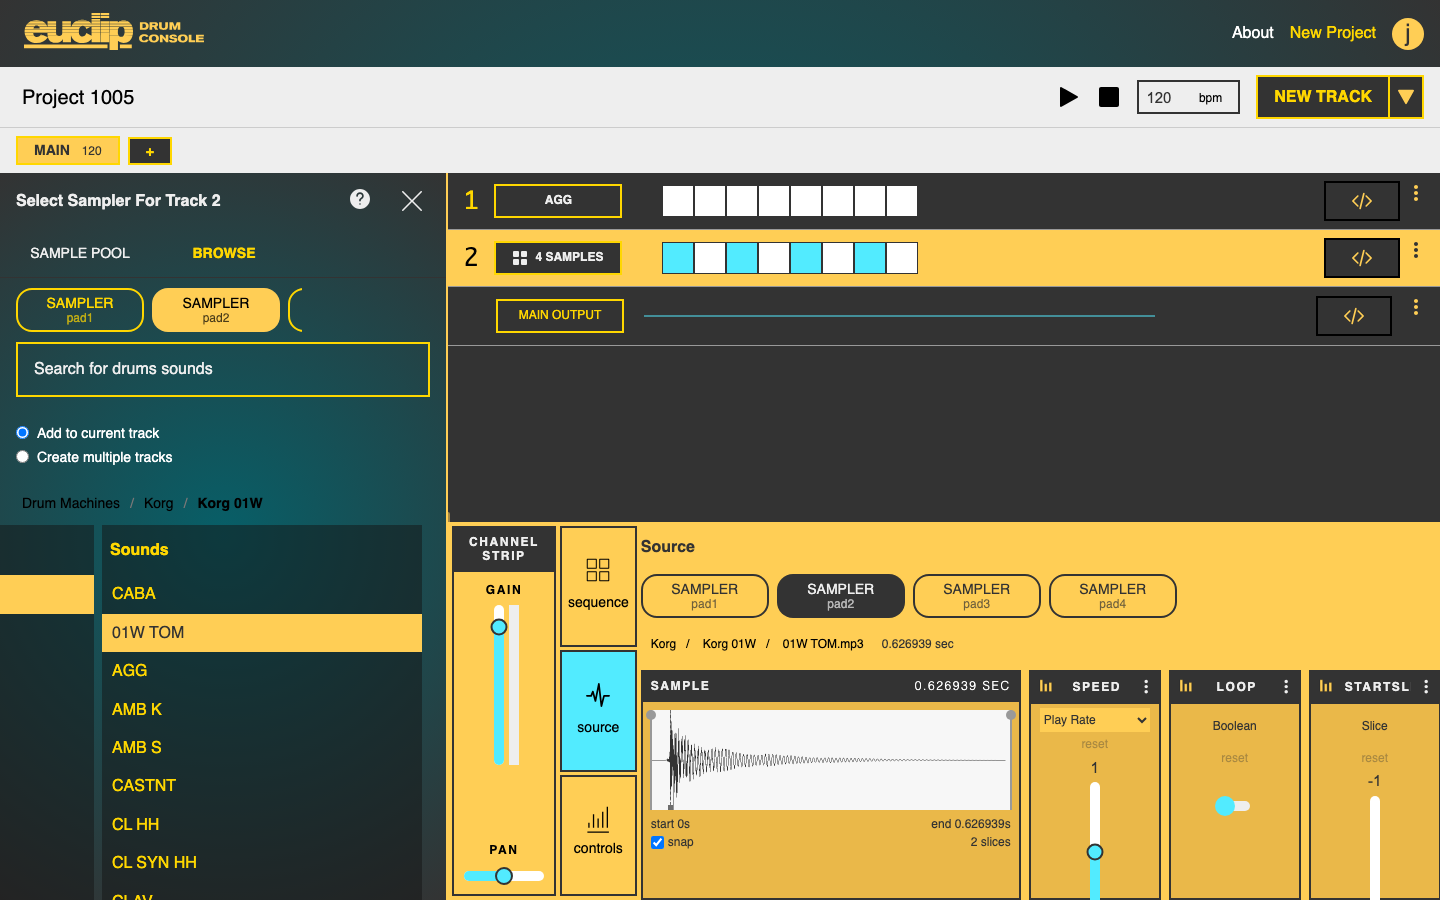 euclip DRUM CONSOLE
About New Project j
Project 1005
120 bpm
NEW TRACK
MAIN 120 +
Select Sampler For Track 2 ?
SAMPLE POOL BROWSE
SAMPLER
pad1
SAMPLER
pad2
Search for drums sounds
Add to current track
Create multiple tracks
Drum Machines / Korg / Korg 01W
Sounds
CABA
01W TOM
AGG
AMB K
AMB S
CASTNT
CL HH
CL SYN HH
CLAV
1 AGG </>
2 4 SAMPLES </>
MAIN OUTPUT </>
CHANNEL
STRIP
GAIN
PAN
sequence
source
controls
Source
SAMPLER
pad1
SAMPLER
pad2
SAMPLER
pad3
SAMPLER
pad4
Korg / Korg 01W / 01W TOM.mp3 0.626939 sec
SAMPLE 0.626939 SEC
start 0s end 0.626939s
snap 2 slices
SPEED
Play Rate
reset
1
LOOP
Boolean
reset
STARTSL
Slice
reset
-1